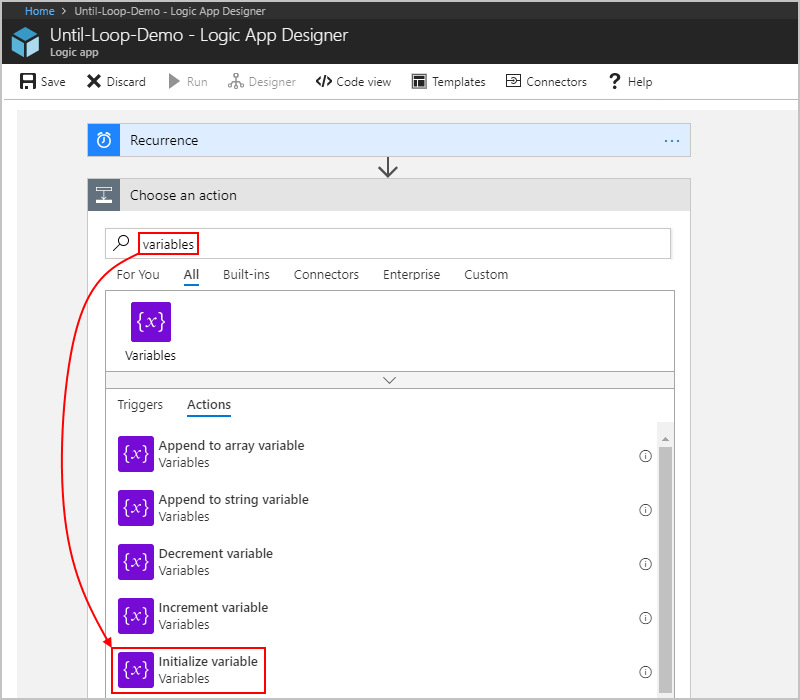 Home > Until-Loop-Demo - Logic App Designer
Until-Loop-Demo - Logic App Designer
Logic app
Save Discard Run Designer </> Code view Templates Connectors ? Help
Recurrence ...
Choose an action
variables
For You All Built-ins Connectors Enterprise Custom
{x}
Variables
Triggers Actions
{x} Append to array variable
Variables
{x} Append to string variable
Variables
{x} Decrement variable
Variables
{x} Increment variable
Variables
{x} Initialize variable
Variables